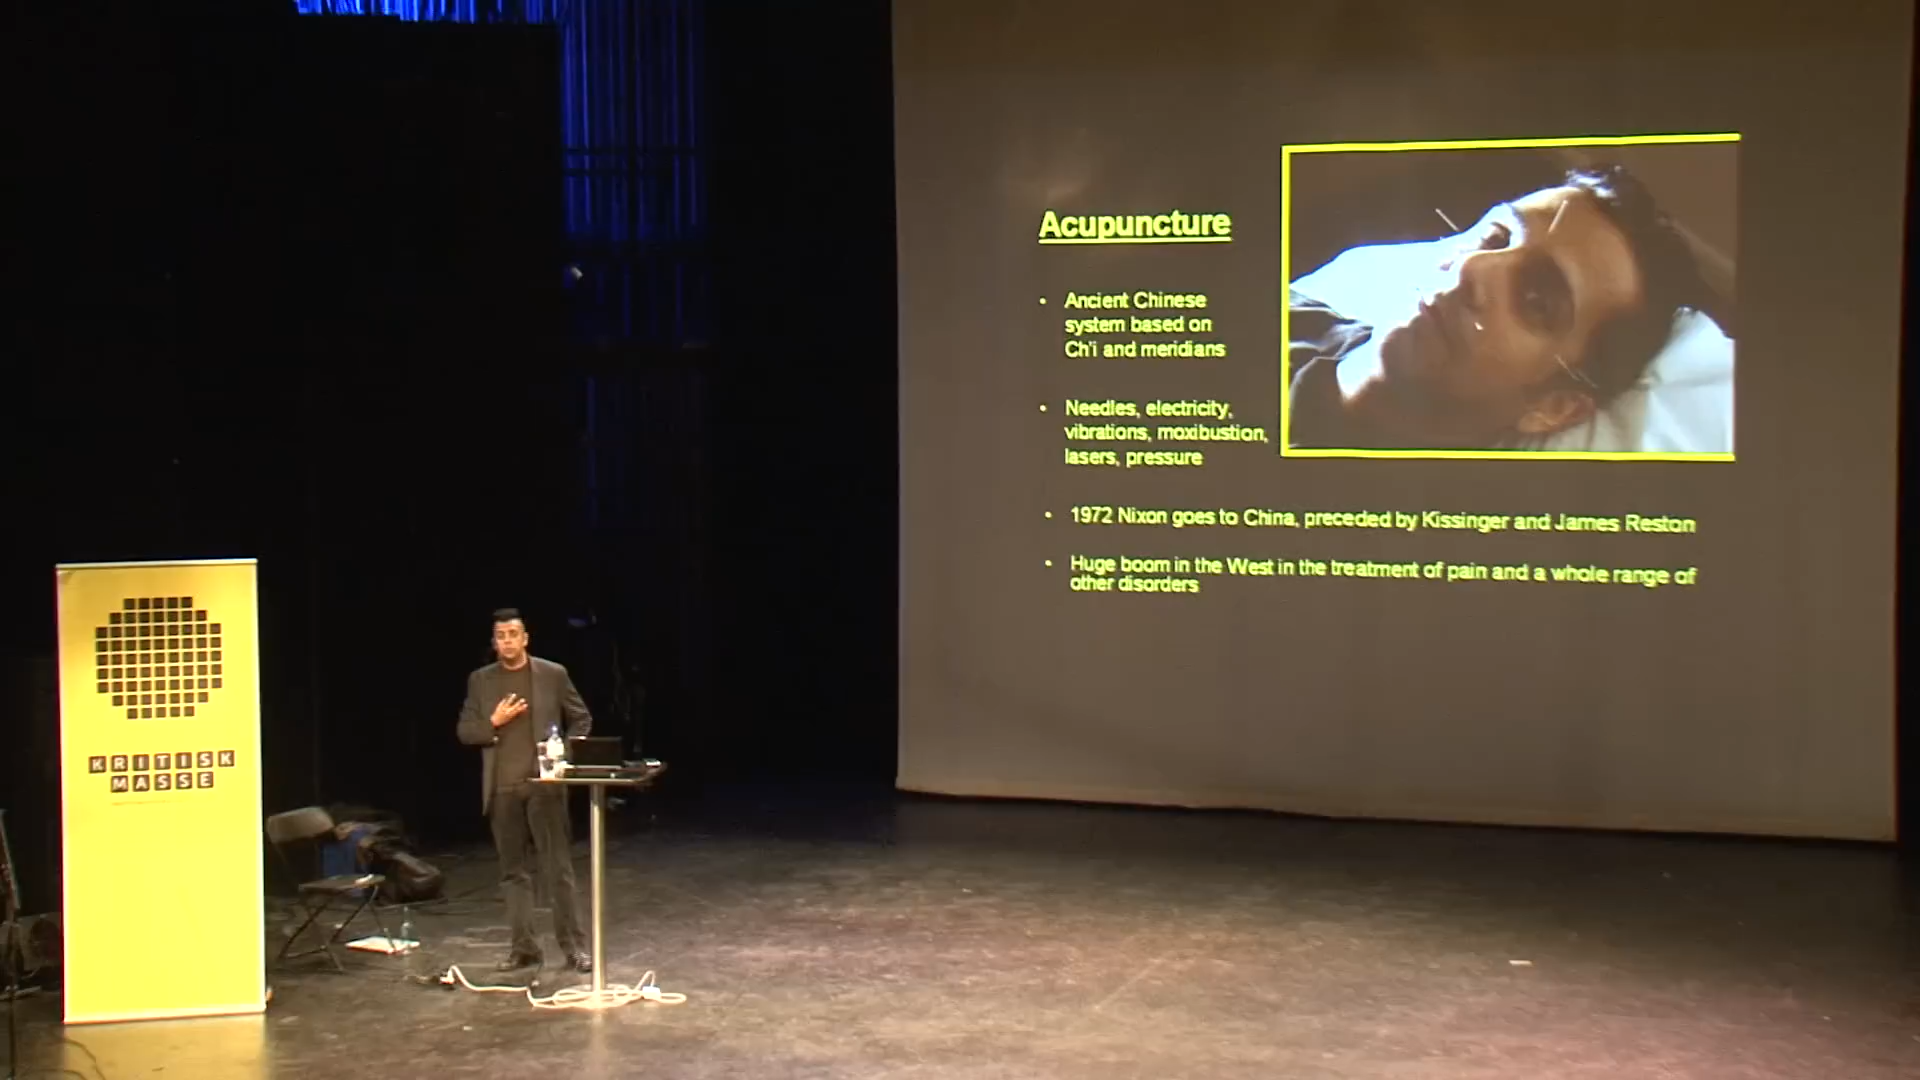 Acupuncture
• Ancient Chinese
system based on
Ch'i and meridians
• Needles, electricity,
vibrations, moxibustion,
lasers, pressure
• 1972 Nixon goes to China, preceded by Kissinger and James Reston
• Huge boom in the West in the treatment of pain and a whole range of
other disorders
KRITISK
MASSE